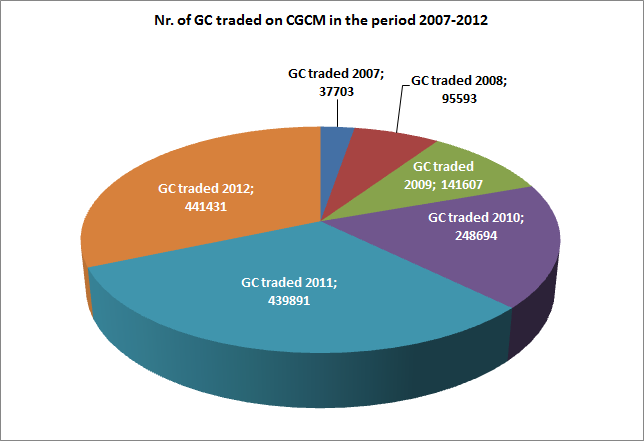 Nr. of GC traded on CGCM in the period 2007-2012
GC traded 2007;
37703
GC traded 2008;
95593
GC traded
2009; 141607
GC traded 2010;
248694
GC traded 2011;
439891
GC traded 2012;
441431